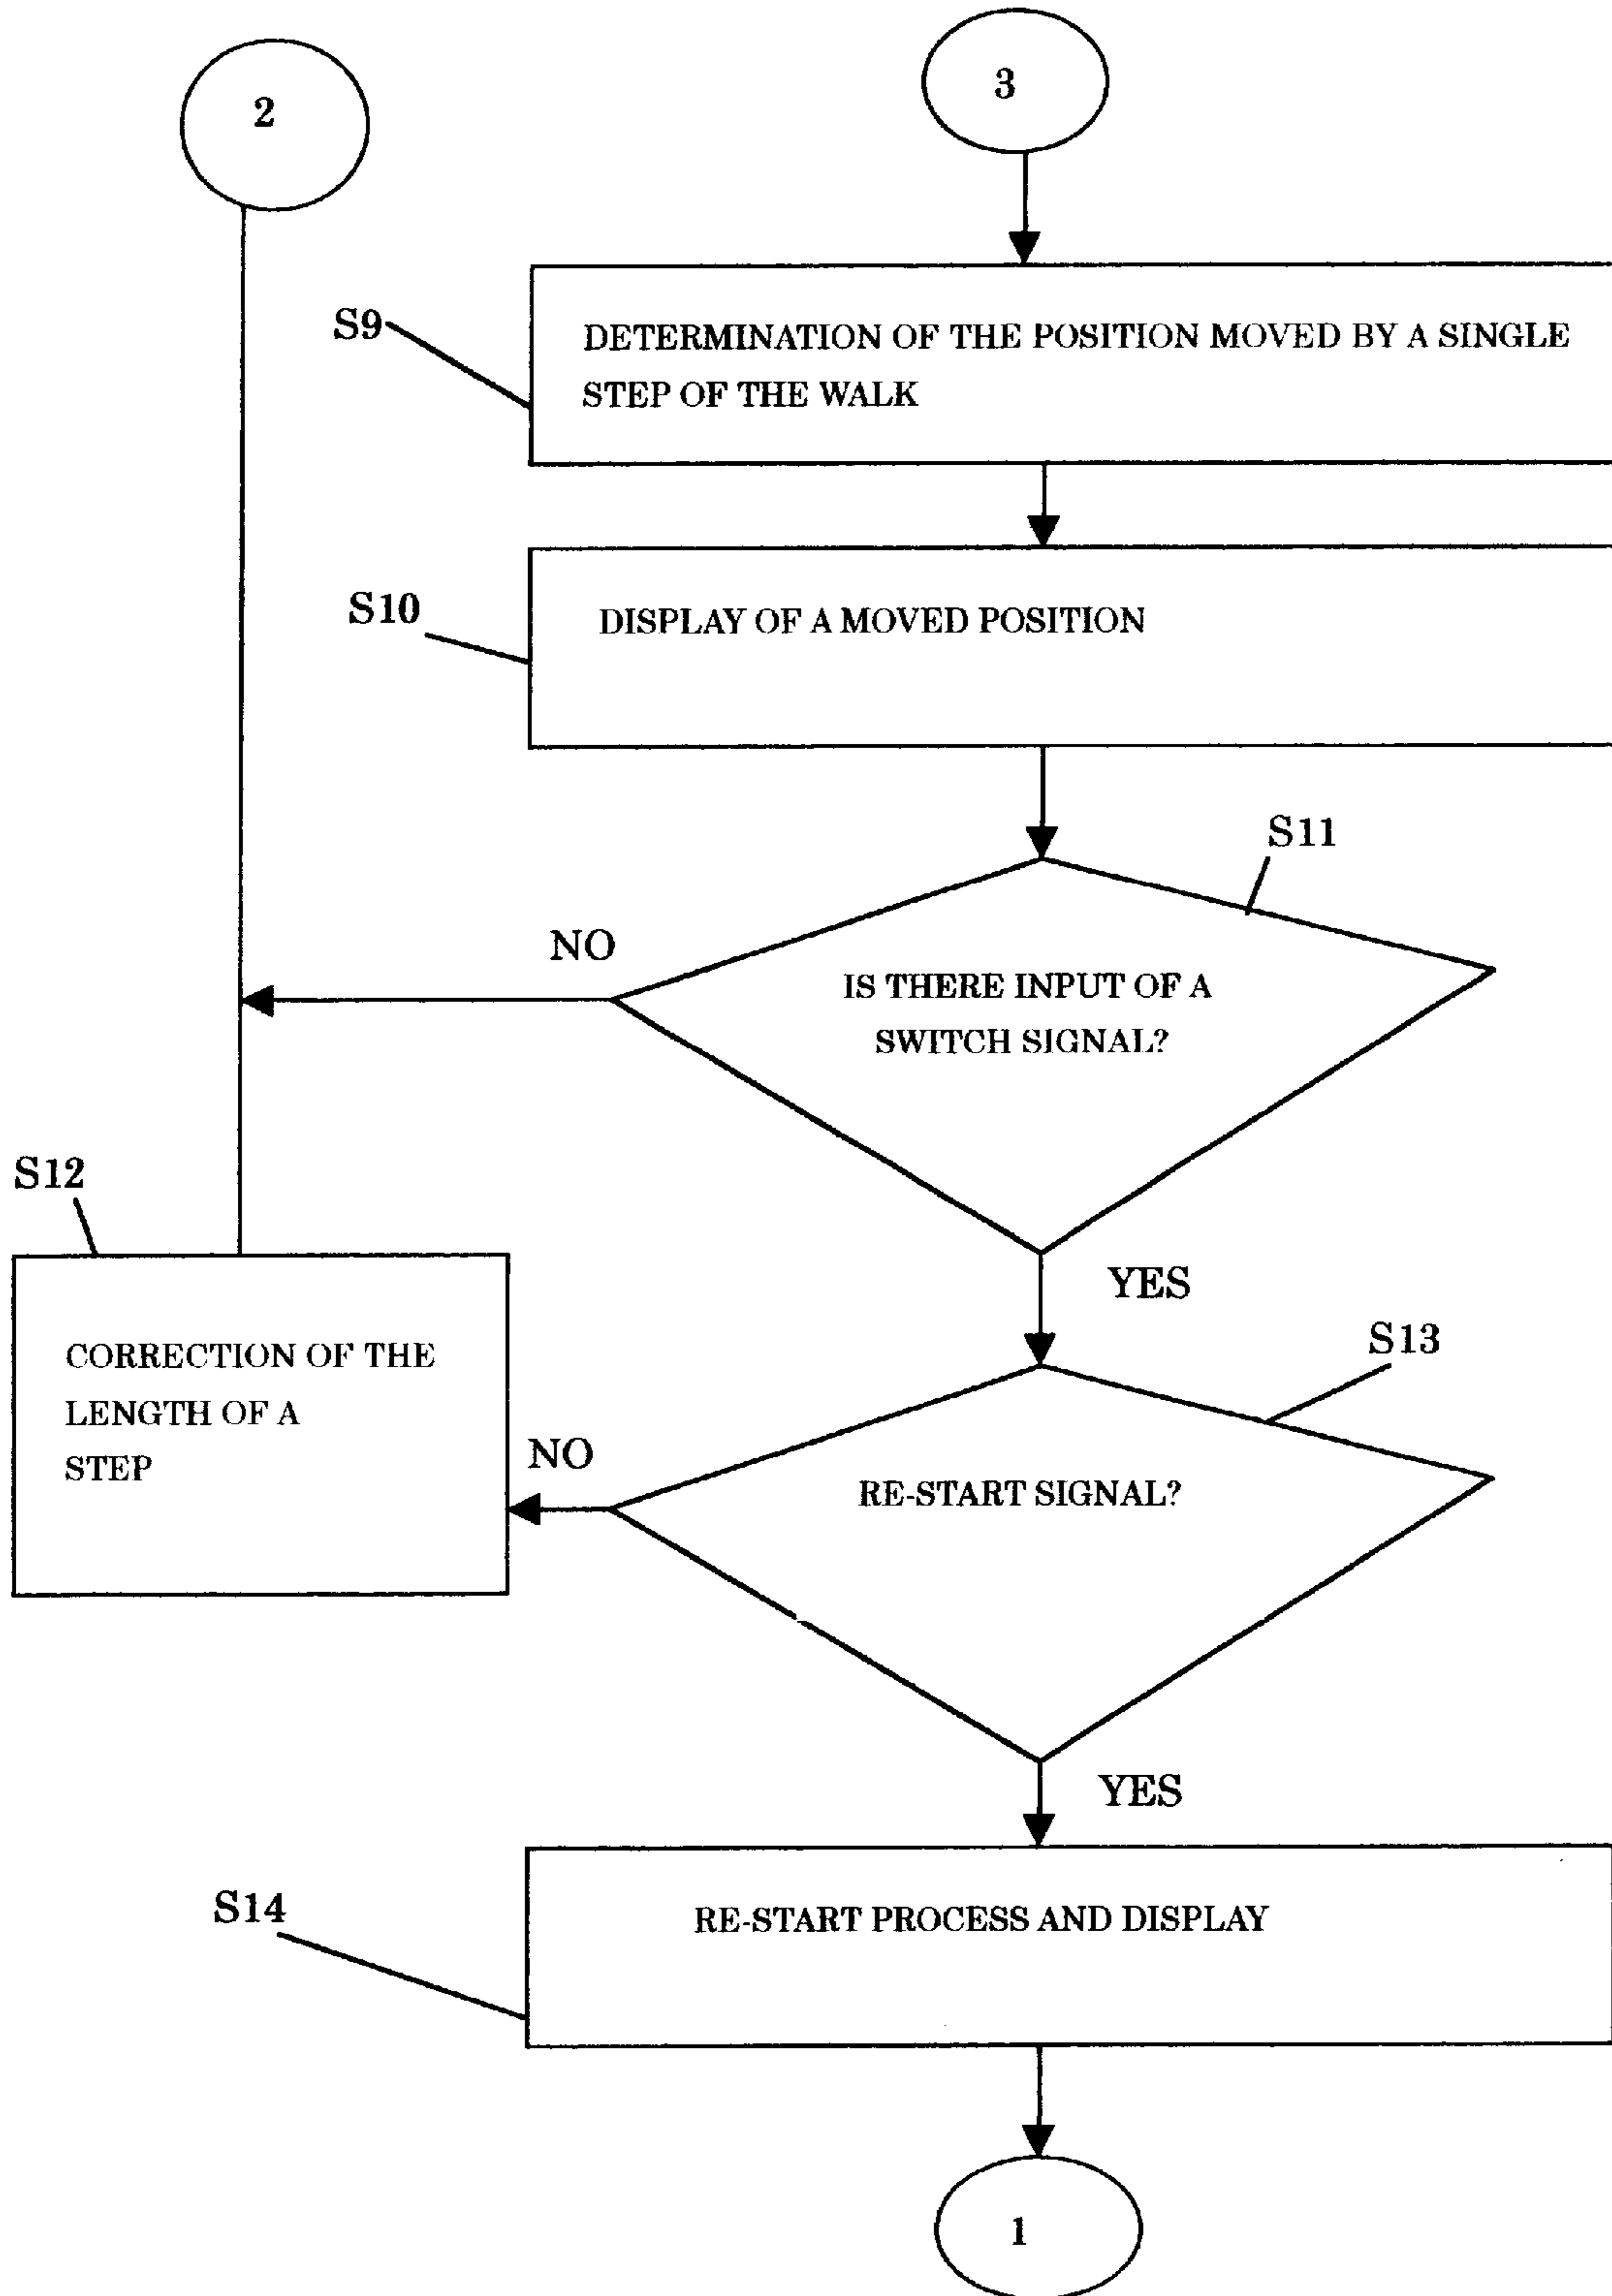 2
3
S9
DETERMINATION OF THE POSITION MOVED BY A SINGLE
STEP OF THE WALK
S10
DISPLAY OF A MOVED POSITION
S11
NO
IS THERE INPUT OF A
SWITCH SIGNAL?
S12
YES
CORRECTION OF THE
LENGTH OF A
STEP
S13
NO
RE-START SIGNAL?
YES
S14
RE-START PROCESS AND DISPLAY
1